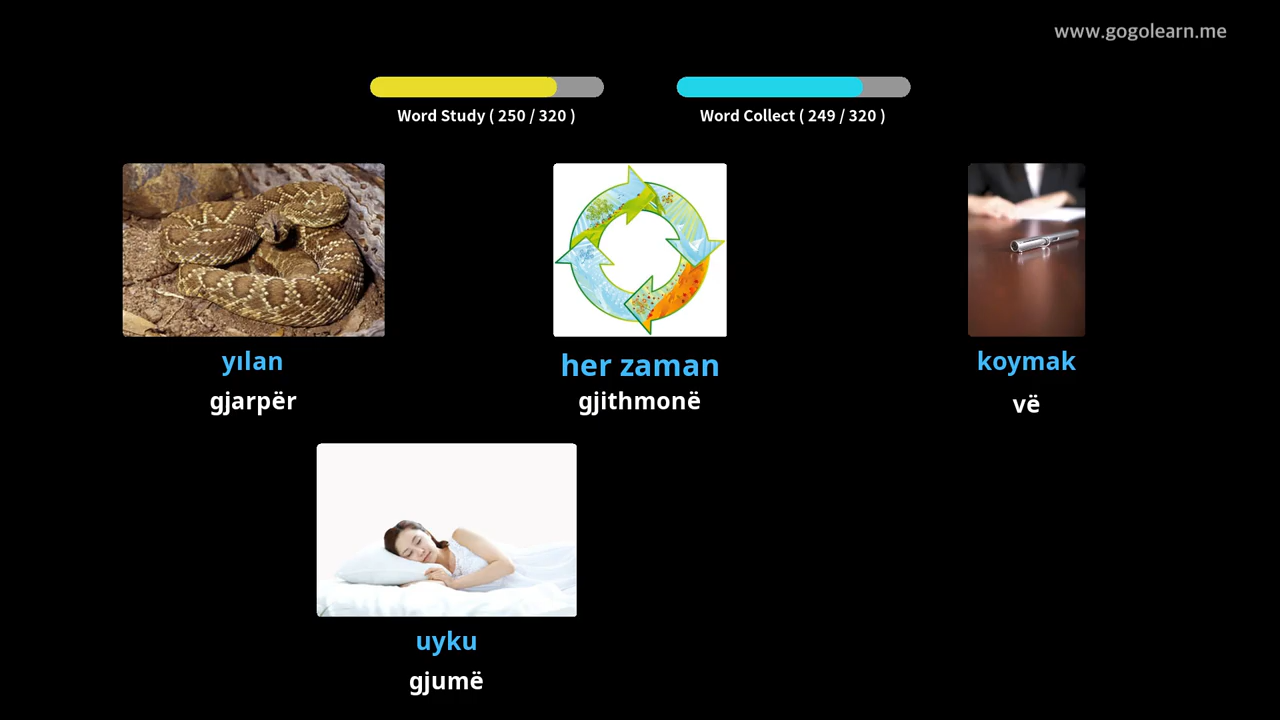 www.gogolearn.me
Word Study ( 250 / 320 )
Word Collect ( 249 / 320 )
yılan
gjarpër
her zaman
gjithmonë
koymak
vë
uyku
gjumë